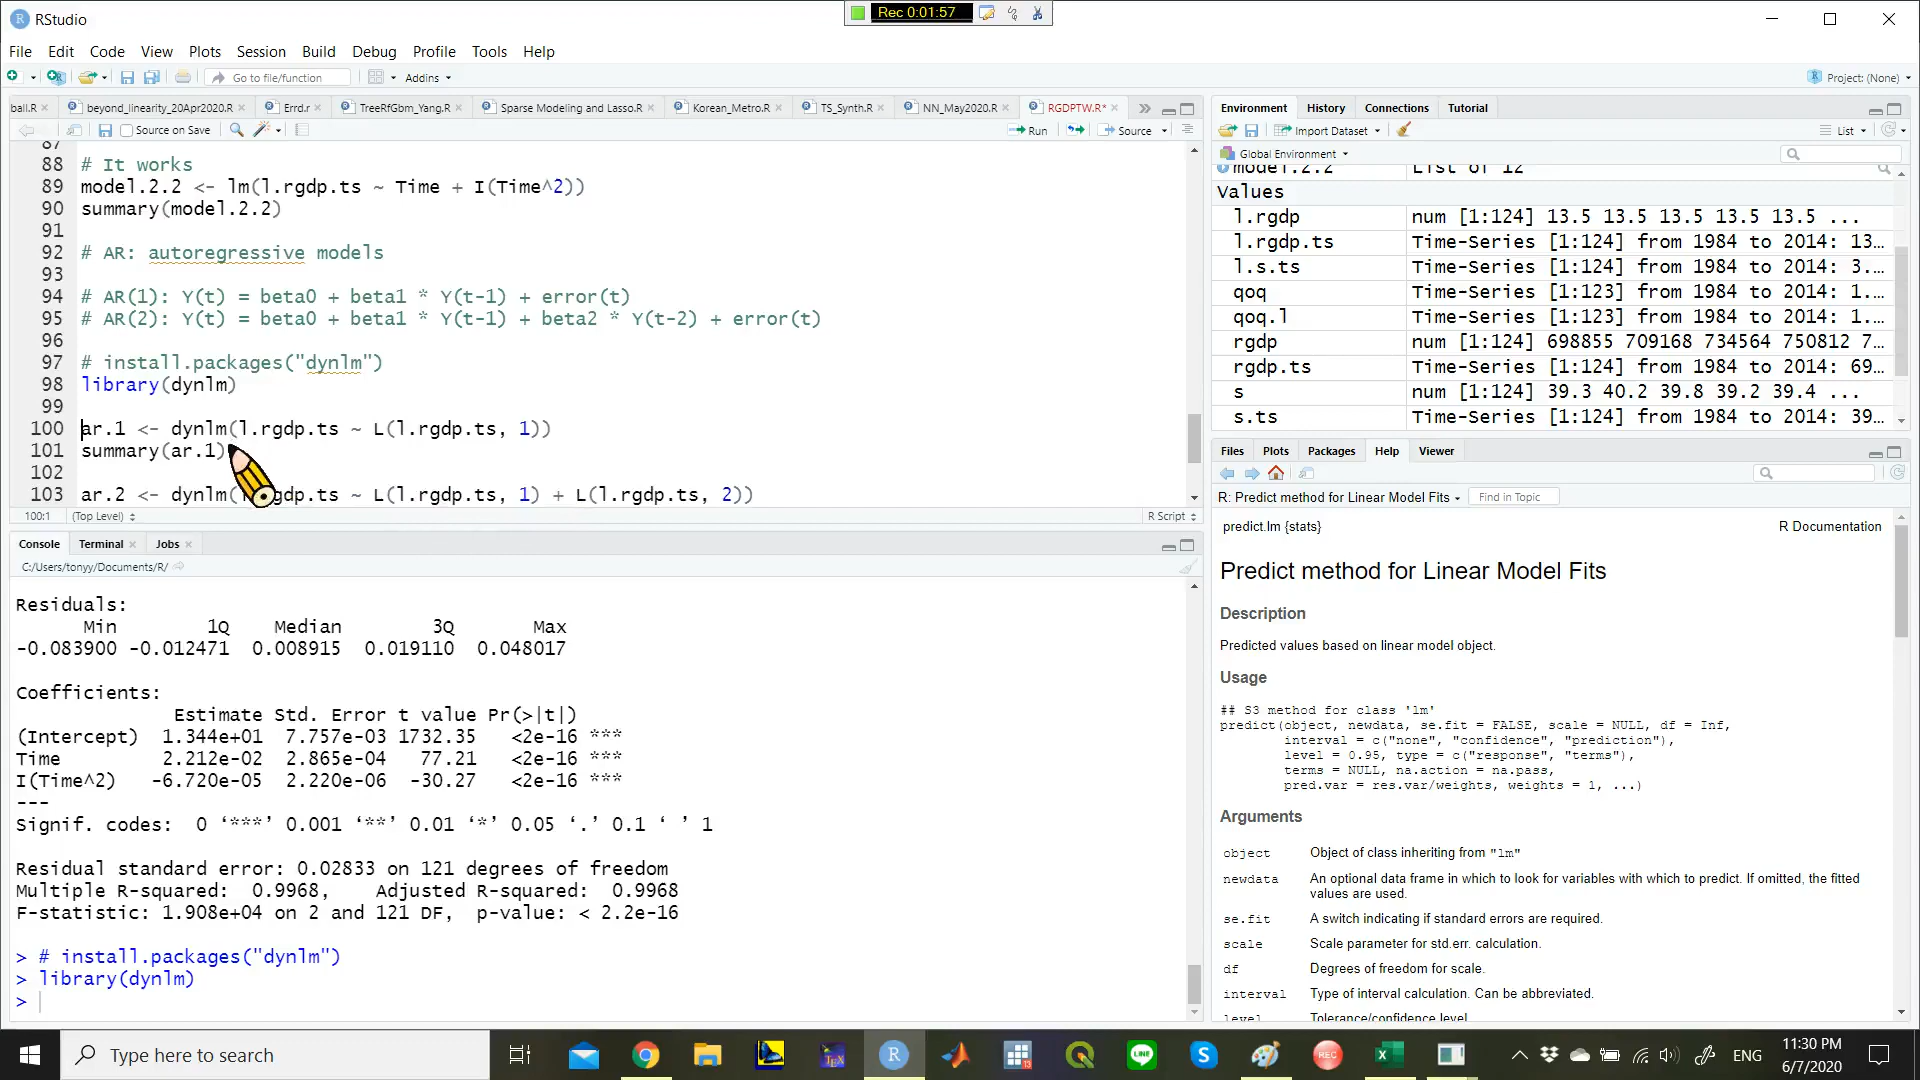 RStudio
Rec 0:01:57
File Edit Code View Plots Session Build Debug Profile Tools Help
Go to file/function
Addins
Project: (None)
ball.R
beyond_linearity_20Apr2020.R
Errd.r
TreeRfGbm_Yang.R
Sparse Modeling and Lasso.R
Korean_Metro.R
TS_Synth.R
NN_May2020.R
RGDPTW.R*
Source on Save
Run
Source
87
88 # It works
89 model.2.2 <- lm(l.rgdp.ts ~ Time + I(Time^2))
90 summary(model.2.2)
91
92 # AR: autoregressive models
93
94 # AR(1): Y(t) = beta0 + beta1 * Y(t-1) + error(t)
95 # AR(2): Y(t) = beta0 + beta1 * Y(t-1) + beta2 * Y(t-2) + error(t)
96
97 # install.packages("dynlm")
98 library(dynlm)
99
100 ar.1 <- dynlm(l.rgdp.ts ~ L(l.rgdp.ts, 1))
101 summary(ar.1)
102
103 ar.2 <- dynlm( rgdp.ts ~ L(l.rgdp.ts, 1) + L(l.rgdp.ts, 2))
100:1 (Top Level) R Script
Console Terminal Jobs
C:/Users/tonyy/Documents/R/
Residuals:
Min 1Q Median 3Q Max
-0.083900 -0.012471 0.008915 0.019110 0.048017
Coefficients:
Estimate Std. Error t value Pr(>|t|)
(Intercept) 1.344e+01 7.757e-03 1732.35 <2e-16 ***
Time 2.212e-02 2.865e-04 77.21 <2e-16 ***
I(Time^2) -6.720e-05 2.220e-06 -30.27 <2e-16 ***
---
Signif. codes: 0 ‘***’ 0.001 ‘**’ 0.01 ‘*’ 0.05 ‘.’ 0.1 ‘ ’ 1
Residual standard error: 0.02833 on 121 degrees of freedom
Multiple R-squared: 0.9968, Adjusted R-squared: 0.9968
F-statistic: 1.908e+04 on 2 and 121 DF, p-value: < 2.2e-16
> # install.packages("dynlm")
> library(dynlm)
>
Environment History Connections Tutorial
Import Dataset
List
Global Environment
model.2.2 List of 12
Values
l.rgdp num [1:124] 13.5 13.5 13.5 13.5 13.5 ...
l.rgdp.ts Time-Series [1:124] from 1984 to 2014: 13…
l.s.ts Time-Series [1:124] from 1984 to 2014: 3.…
qoq Time-Series [1:123] from 1984 to 2014: 1.…
qoq.l Time-Series [1:123] from 1984 to 2014: 1.…
rgdp num [1:124] 698855 709168 734564 750812 7…
rgdp.ts Time-Series [1:124] from 1984 to 2014: 69…
s num [1:124] 39.3 40.2 39.8 39.2 39.4 ...
s.ts Time-Series [1:124] from 1984 to 2014: 39…
Files Plots Packages Help Viewer
R: Predict method for Linear Model Fits
Find in Topic
predict.lm {stats} R Documentation
Predict method for Linear Model Fits
Description
Predicted values based on linear model object.
Usage
## S3 method for class 'lm'
predict(object, newdata, se.fit = FALSE, scale = NULL, df = Inf,
interval = c("none", "confidence", "prediction"),
level = 0.95, type = c("response", "terms"),
terms = NULL, na.action = na.pass,
pred.var = res.var/weights, weights = 1, ...)
Arguments
object Object of class inheriting from "lm"
newdata An optional data frame in which to look for variables with which to predict. If omitted, the fitted
values are used.
se.fit A switch indicating if standard errors are required.
scale Scale parameter for std.err. calculation.
df Degrees of freedom for scale.
interval Type of interval calculation. Can be abbreviated.
level Tolerance/confidence level
Type here to search
ENG
11:30 PM
6/7/2020